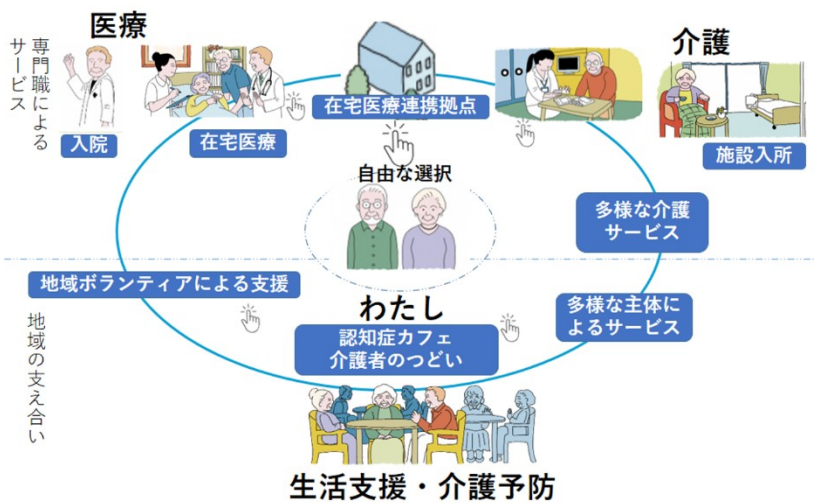 医療
専門職による
サービス
入院
在宅医療
在宅医療連携拠点
介護
施設入所
自由な選択
多様な介護
サービス
地域ボランティアによる支援
わたし
多様な主体に
よるサービス
認知症カフェ
介護者のつどい
地域の支え合い
生活支援・介護予防